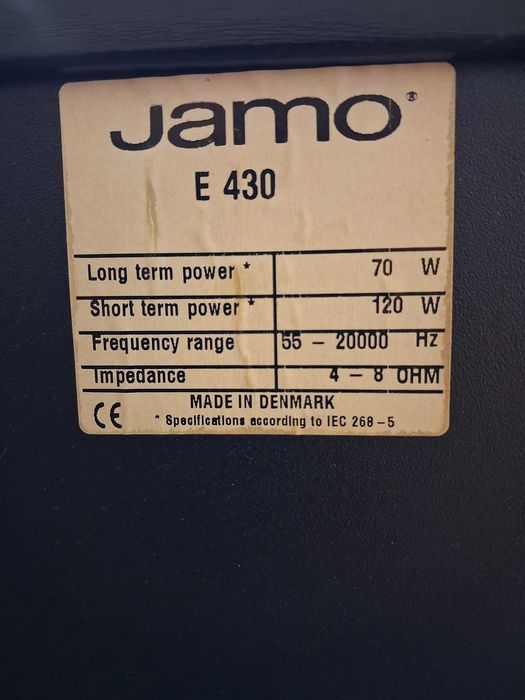 Jamo®
E 430
Long term power * 70 W
Short term power * 120 W
Frequency range 55 – 20000 Hz
Impedance 4 – 8 OHM
MADE IN DENMARK
CE * Specifications according to IEC 268-5